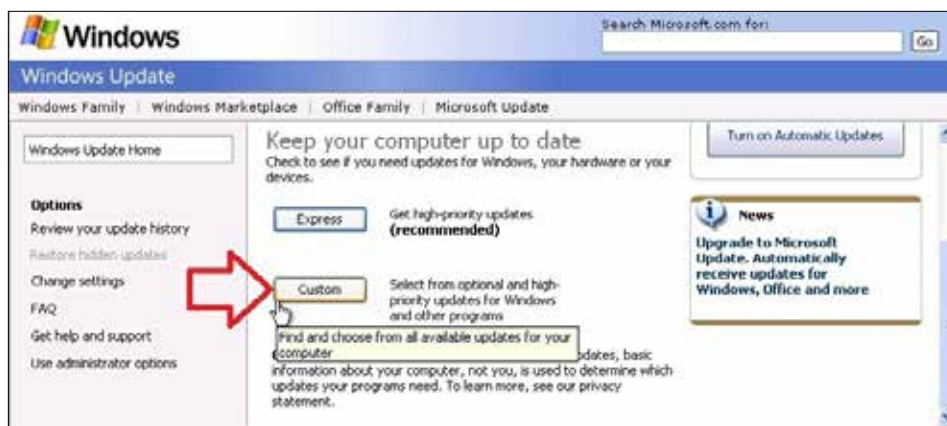 Windows
Search Microsoft.com for:
Go
Windows Update
Windows Family | Windows Marketplace | Office Family | Microsoft Update
Windows Update Home
Options
Review your update history
Restore hidden updates
Change settings
FAQ
Get help and support
Use administrator options
Keep your computer up to date
Check to see if you need updates for Windows, your hardware or your
devices.
Express
Get high-priority updates
(recommended)
Custom
Select from optional and high-
priority updates for Windows
and other programs
Find and choose from all available updates for your
computer
dates, basic
information about your computer, not you, is used to determine which
updates your programs need. To learn more, see our privacy
statement.
Turn on Automatic Updates
News
Upgrade to Microsoft
Update. Automatically
receive updates for
Windows, Office and more